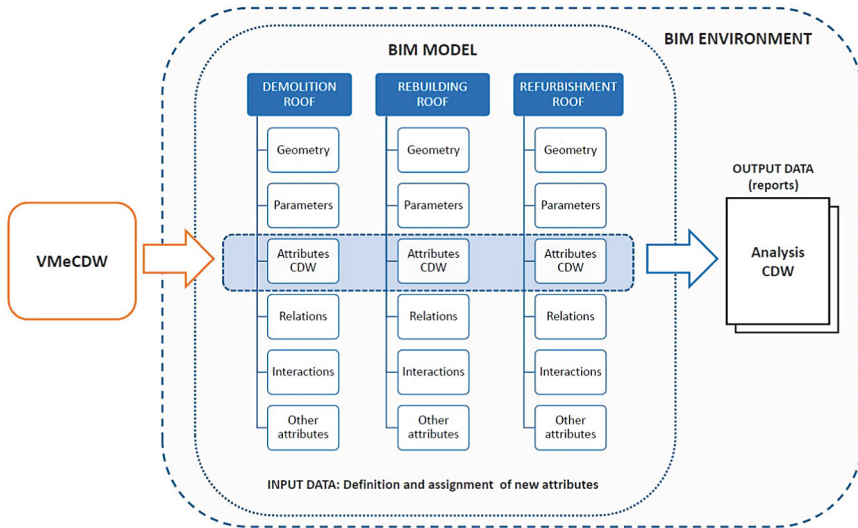 BIM ENVIRONMENT
BIM MODEL
DEMOLITION
ROOF
Geometry
Parameters
Attributes
CDW
Relations
Interactions
Other
attributes
REBUILDING
ROOF
Geometry
Parameters
Attributes
CDW
Relations
Interactions
Other
attributes
REFURBISHMENT
ROOF
Geometry
Parameters
Attributes
CDW
Relations
Interactions
Other
attributes
VMeCDW
OUTPUT DATA
(reports)
Analysis
CDW
INPUT DATA: Definition and assignment of new attributes